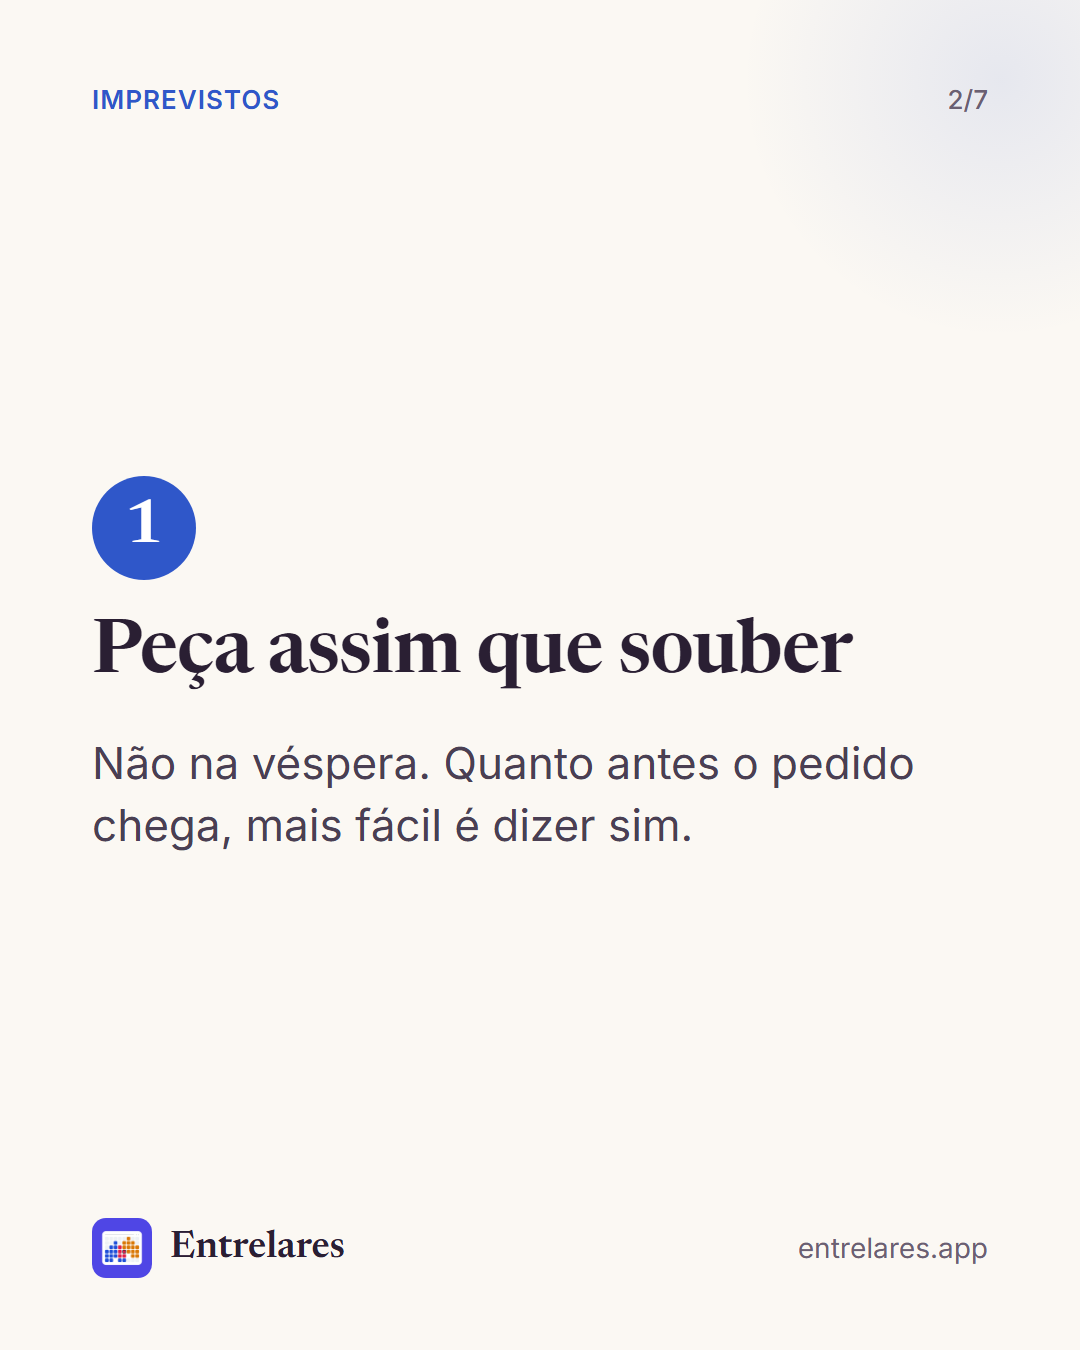 IMPREVISTOS
2/7
1
Peça assim que souber
Não na véspera. Quanto antes o pedido
chega, mais fácil é dizer sim.
Entrelares
entrelares.app